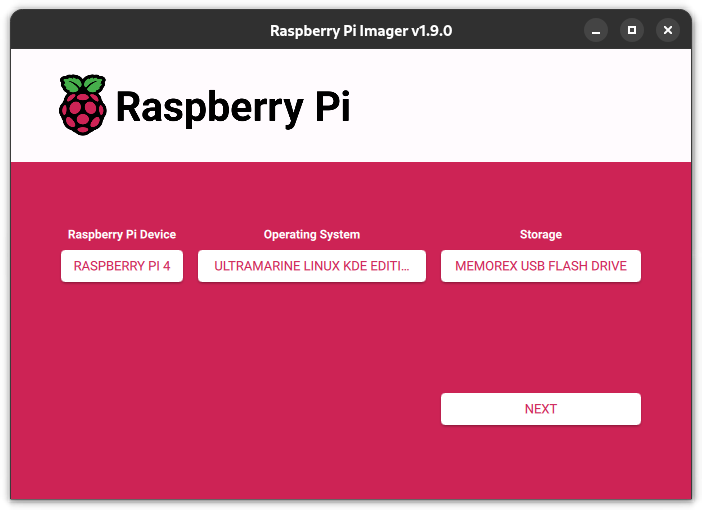 Raspberry Pi Imager v1.9.0
Raspberry Pi
Raspberry Pi Device
Operating System
Storage
RASPBERRY PI 4
ULTRAMARINE LINUX KDE EDITI...
MEMOREX USB FLASH DRIVE
NEXT